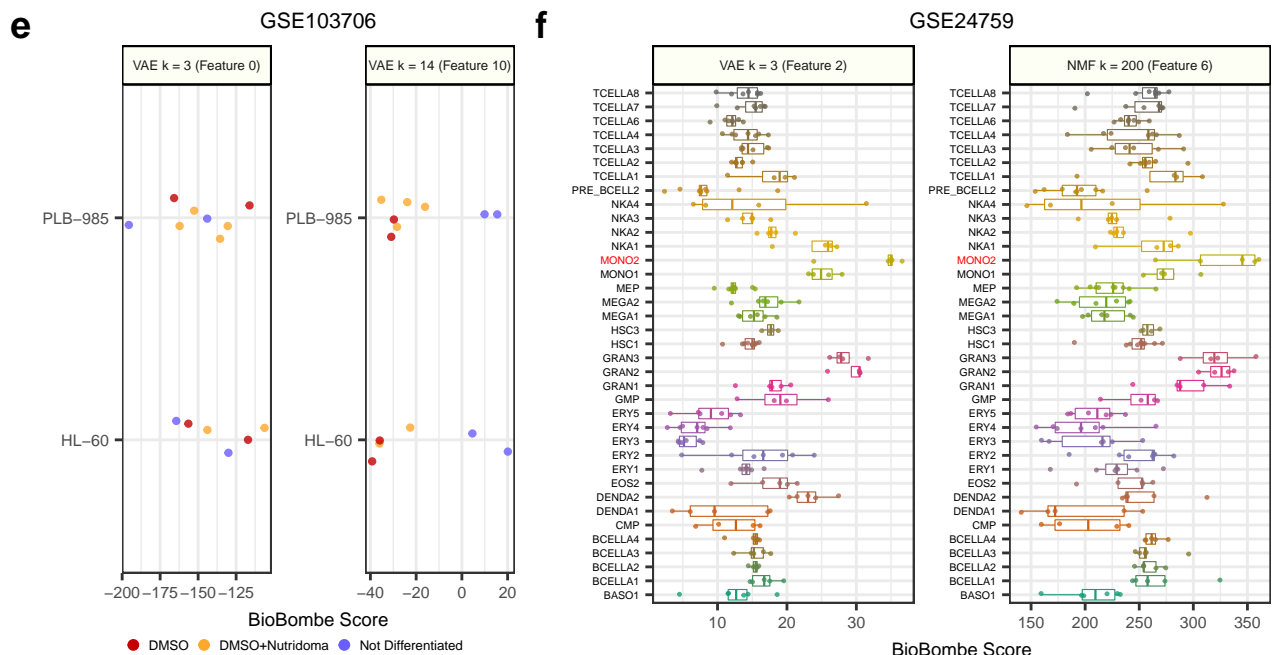 e
GSE103706
VAE k = 3 (Feature 0)
VAE k = 14 (Feature 10)
PLB−985
HL−60
PLB−985
HL−60
−200 −175 −150 −125
−40 −20 0 20
BioBombe Score
DMSO DMSO+Nutridoma Not Differentiated
f
GSE24759
VAE k = 3 (Feature 2)
NMF k = 200 (Feature 6)
TCELLA8
TCELLA7
TCELLA6
TCELLA4
TCELLA3
TCELLA2
TCELLA1
PRE_BCELL2
NKA4
NKA3
NKA2
NKA1
MONO2
MONO1
MEP
MEGA2
MEGA1
HSC3
HSC1
GRAN3
GRAN2
GRAN1
GMP
ERY5
ERY4
ERY3
ERY2
ERY1
EOS2
DENDA2
DENDA1
CMP
BCELLA4
BCELLA3
BCELLA2
BCELLA1
BASO1
10 20 30
TCELLA8
TCELLA7
TCELLA6
TCELLA4
TCELLA3
TCELLA2
TCELLA1
PRE_BCELL2
NKA4
NKA3
NKA2
NKA1
MONO2
MONO1
MEP
MEGA2
MEGA1
HSC3
HSC1
GRAN3
GRAN2
GRAN1
GMP
ERY5
ERY4
ERY3
ERY2
ERY1
EOS2
DENDA2
DENDA1
CMP
BCELLA4
BCELLA3
BCELLA2
BCELLA1
BASO1
150 200 250 300 350
BioBombe Score